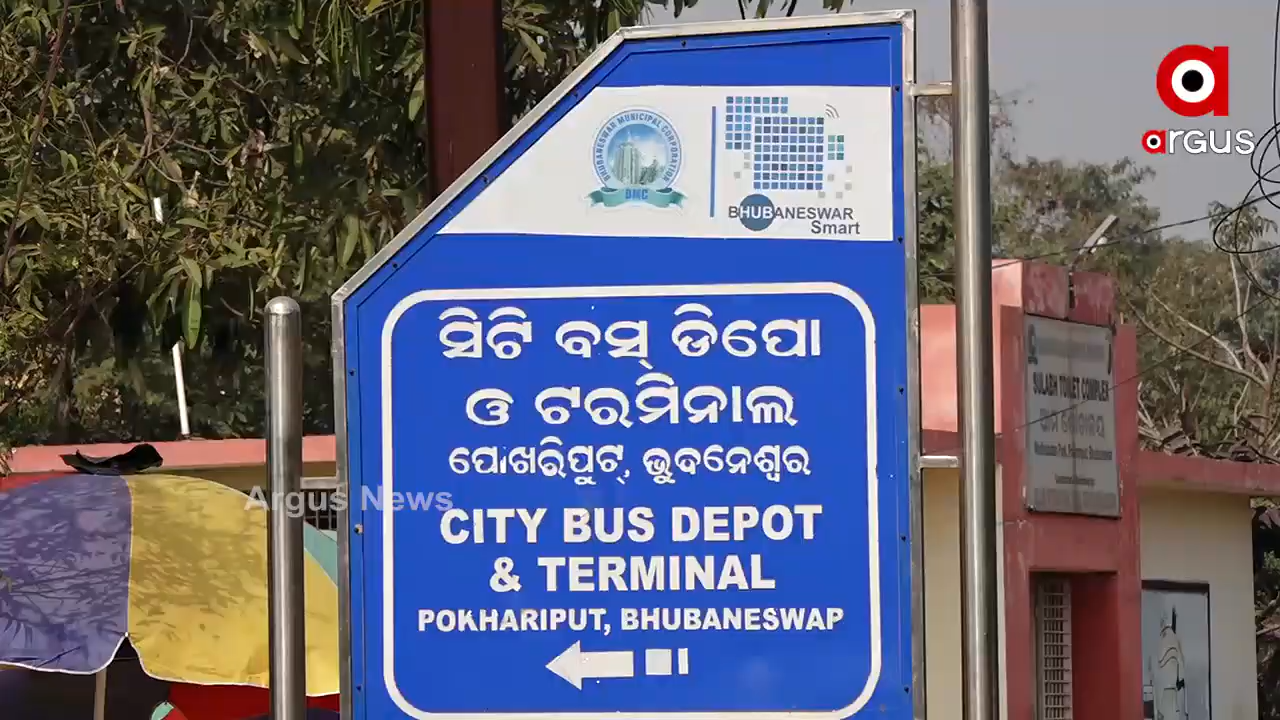 argus
BHUBANESWAR MUNICIPAL CORPORATION
BMC
BHUBANESWAR
Smart
ସିଟି ବସ୍ ଡିପୋ
ଓ ଟରମିନାଲ
ପୋଖରିପୁଟ୍, ଭୁବନେଶ୍ୱର
CITY BUS DEPOT
& TERMINAL
POKHARIPUT, BHUBANESWAP
Argus News
SULABH TOILET COMPLEX